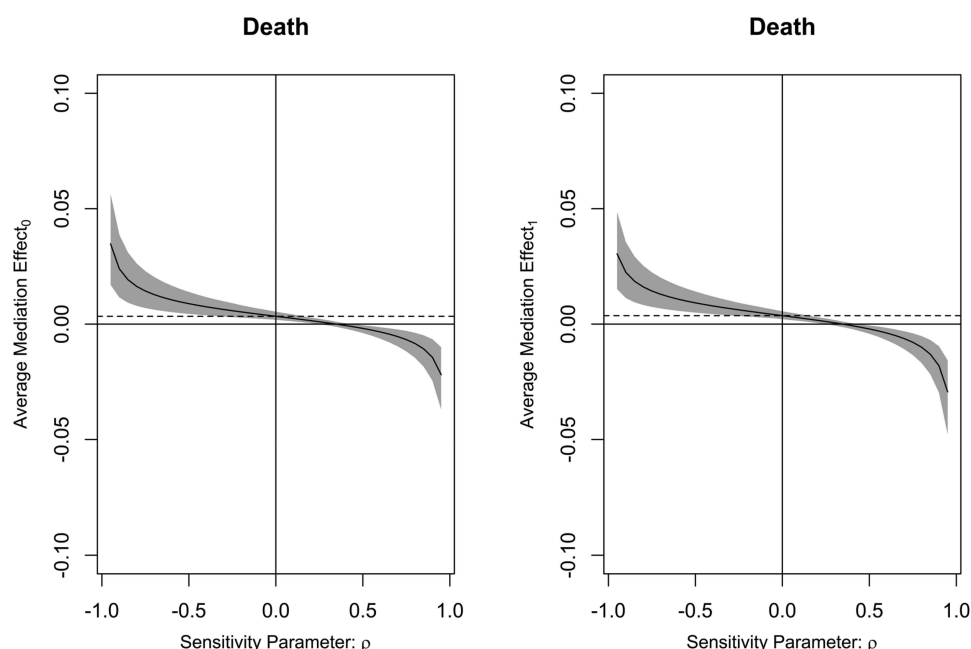 Death
Average Mediation Effect₀
0.10
0.05
0.00
-0.05
-0.10
-1.0 -0.5 0.0 0.5 1.0
Sensitivity Parameter: ρ
Death
Average Mediation Effect₁
0.10
0.05
0.00
-0.05
-0.10
-1.0 -0.5 0.0 0.5 1.0
Sensitivity Parameter: ρ